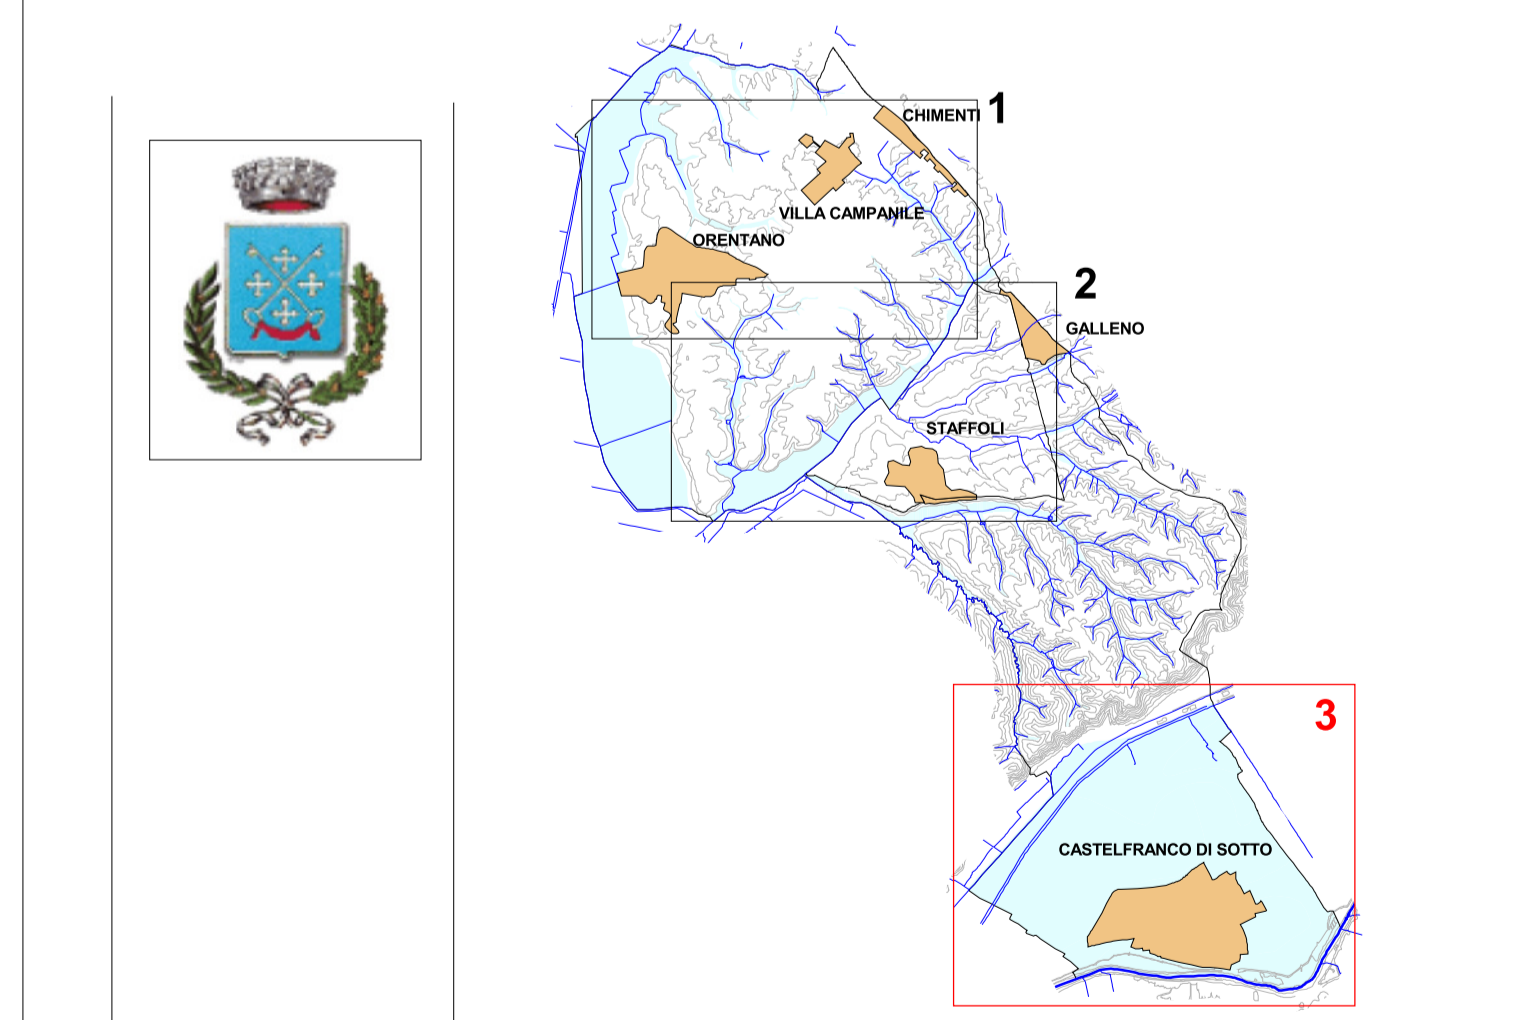 CHIMENTI
1
VILLA CAMPANILE
ORENTANO
2
GALLENO
STAFFOLI
3
CASTELFRANCO DI SOTTO